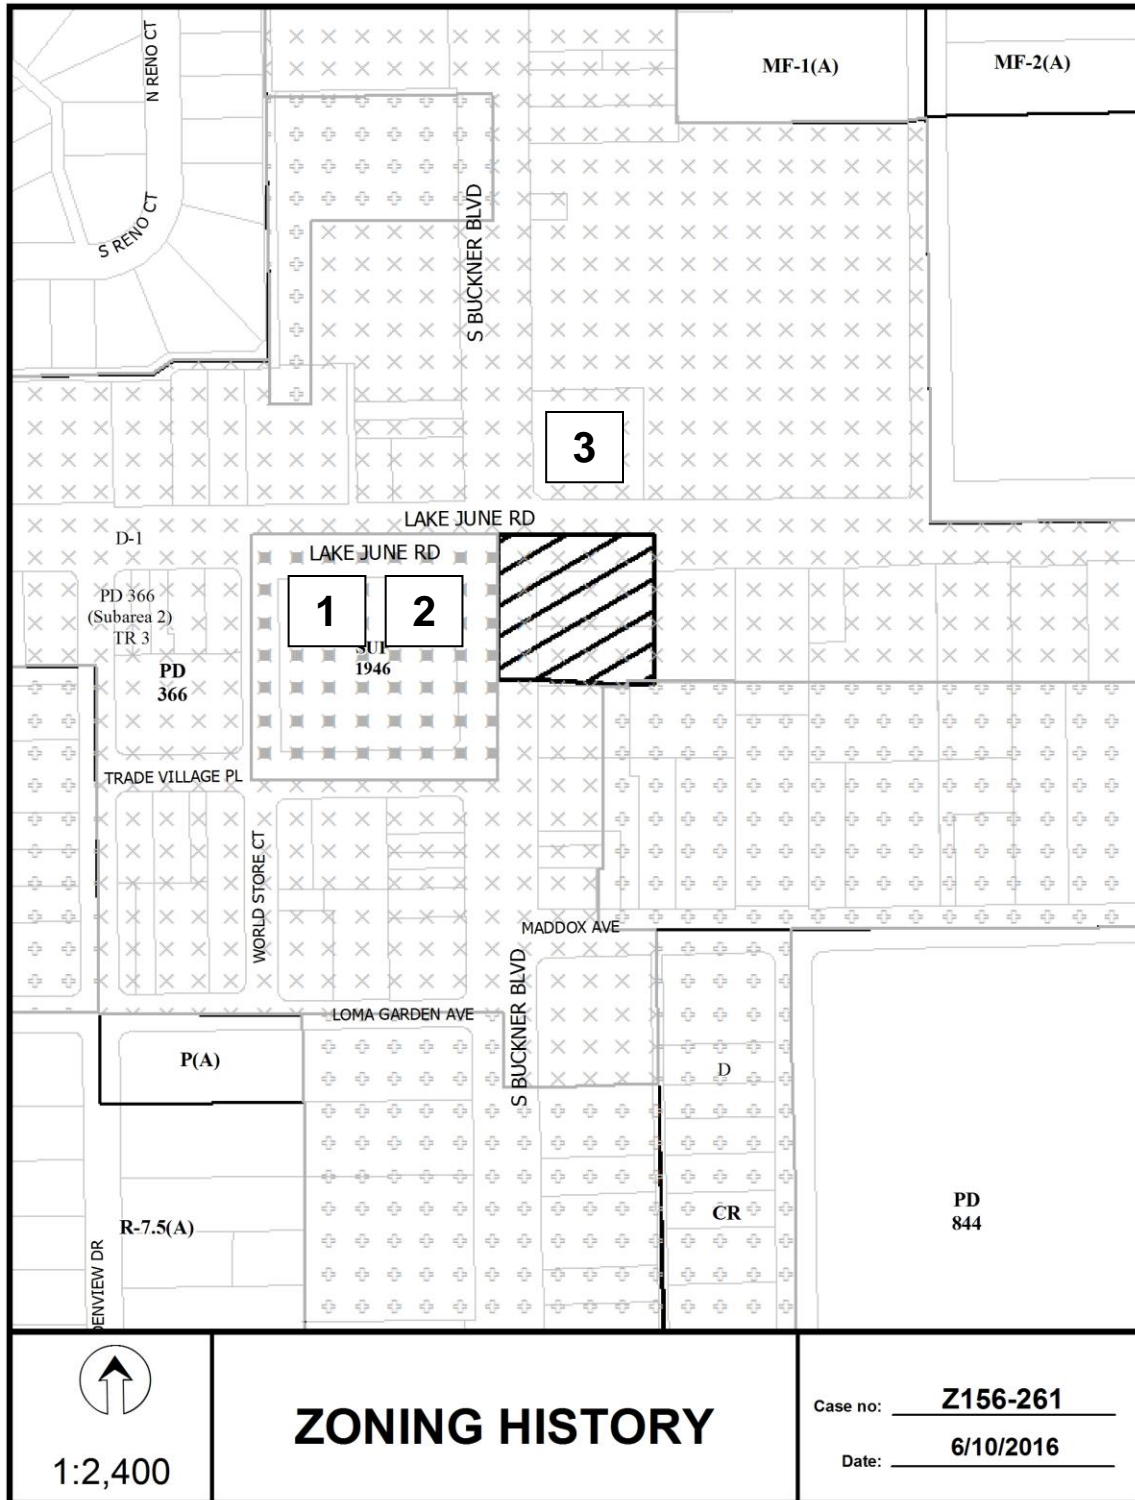 N RENO CT
MF-1(A)
MF-2(A)
S RENO CT
S BUCKNER BLVD
3
LAKE JUNE RD
D-1
LAKE JUNE RD
PD 366
(Subarea 2)
TR 3
1
2
SUP
1946
PD
366
TRADE VILLAGE PL
WORLD STORE CT
MADDOX AVE
S BUCKNER BLVD
LOMA GARDEN AVE
P(A)
D
R-7.5(A)
CR
PD
844
DENVIEW DR
1:2,400
ZONING HISTORY
Case no: Z156-261
Date: 6/10/2016